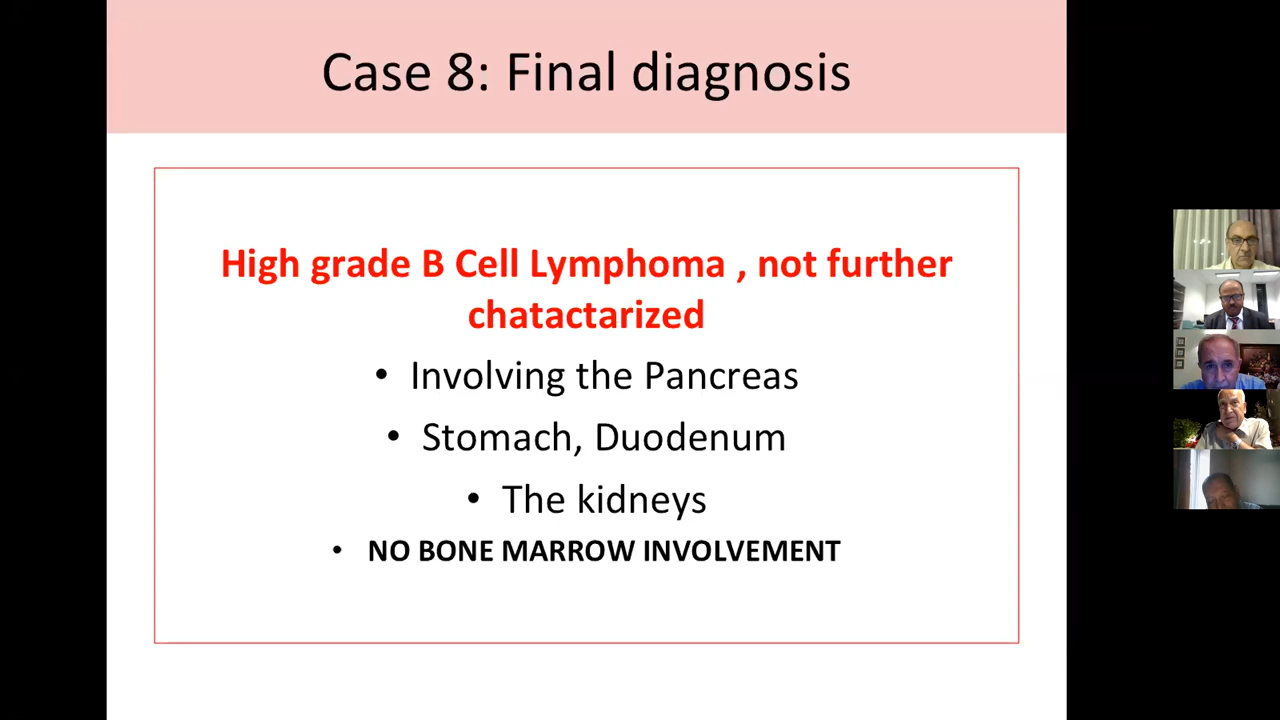 Case 8: Final diagnosis
High grade B Cell Lymphoma , not further
chatactarized
• Involving the Pancreas
• Stomach, Duodenum
• The kidneys
• NO BONE MARROW INVOLVEMENT